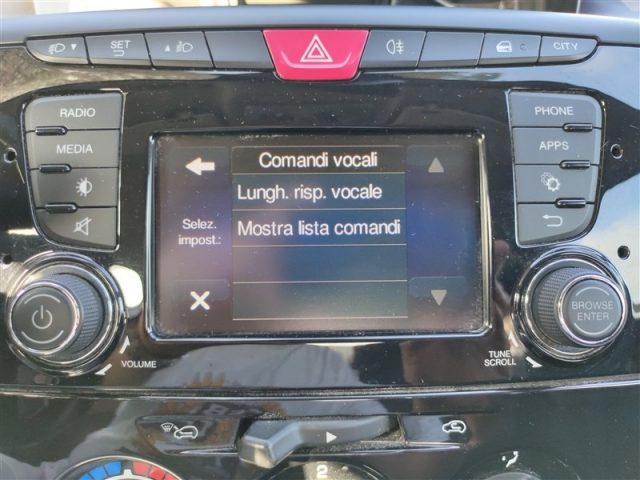 SET
CITY
RADIO
MEDIA
PHONE
APPS
Comandi vocali
Lungh. risp. vocale
Selez.
impost.:
Mostra lista comandi
BROWSE
ENTER
VOLUME
TUNE
SCROLL
2